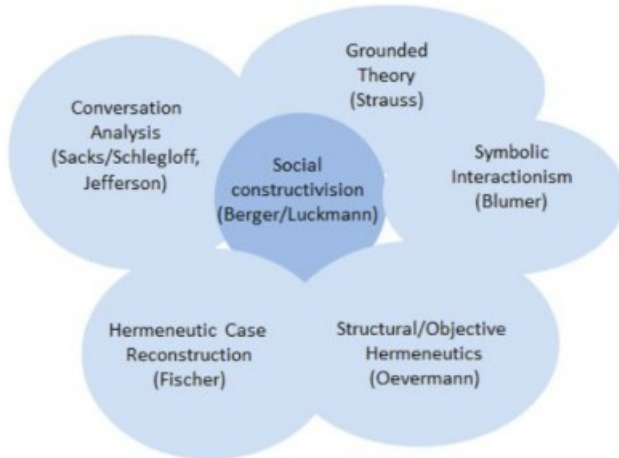 Grounded
Theory
(Strauss)
Conversation
Analysis
(Sacks/Schlegloff,
Jefferson)
Social
constructivision
(Berger/Luckmann)
Symbolic
Interactionism
(Blumer)
Hermeneutic Case
Reconstruction
(Fischer)
Structural/Objective
Hermeneutics
(Oevermann)